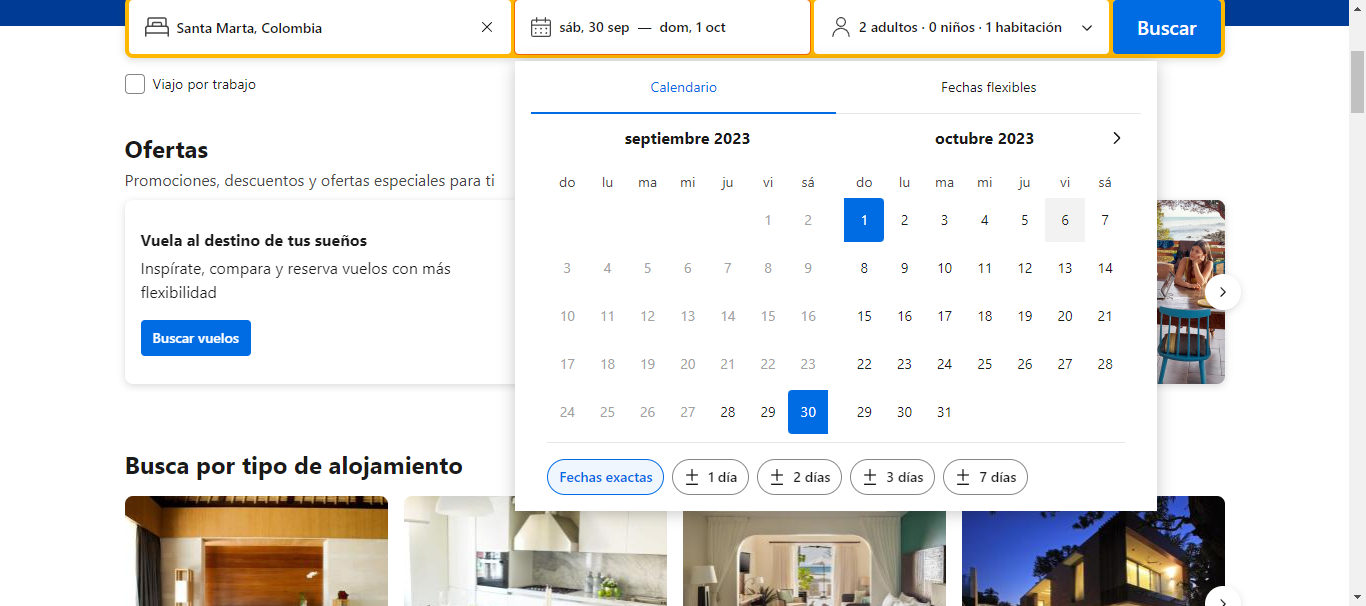 Santa Marta, Colombia
sáb, 30 sep — dom, 1 oct
2 adultos · 0 niños · 1 habitación
Buscar
Viajo por trabajo
Calendario
Fechas flexibles
septiembre 2023
do lu ma mi ju vi sá
1 2
3 4 5 6 7 8 9
10 11 12 13 14 15 16
17 18 19 20 21 22 23
24 25 26 27 28 29 30
octubre 2023
do lu ma mi ju vi sá
1 2 3 4 5 6 7
8 9 10 11 12 13 14
15 16 17 18 19 20 21
22 23 24 25 26 27 28
29 30 31
Fechas exactas
± 1 día
± 2 días
± 3 días
± 7 días
Ofertas
Promociones, descuentos y ofertas especiales para ti
Vuela al destino de tus sueños
Inspírate, compara y reserva vuelos con más
flexibilidad
Buscar vuelos
Busca por tipo de alojamiento